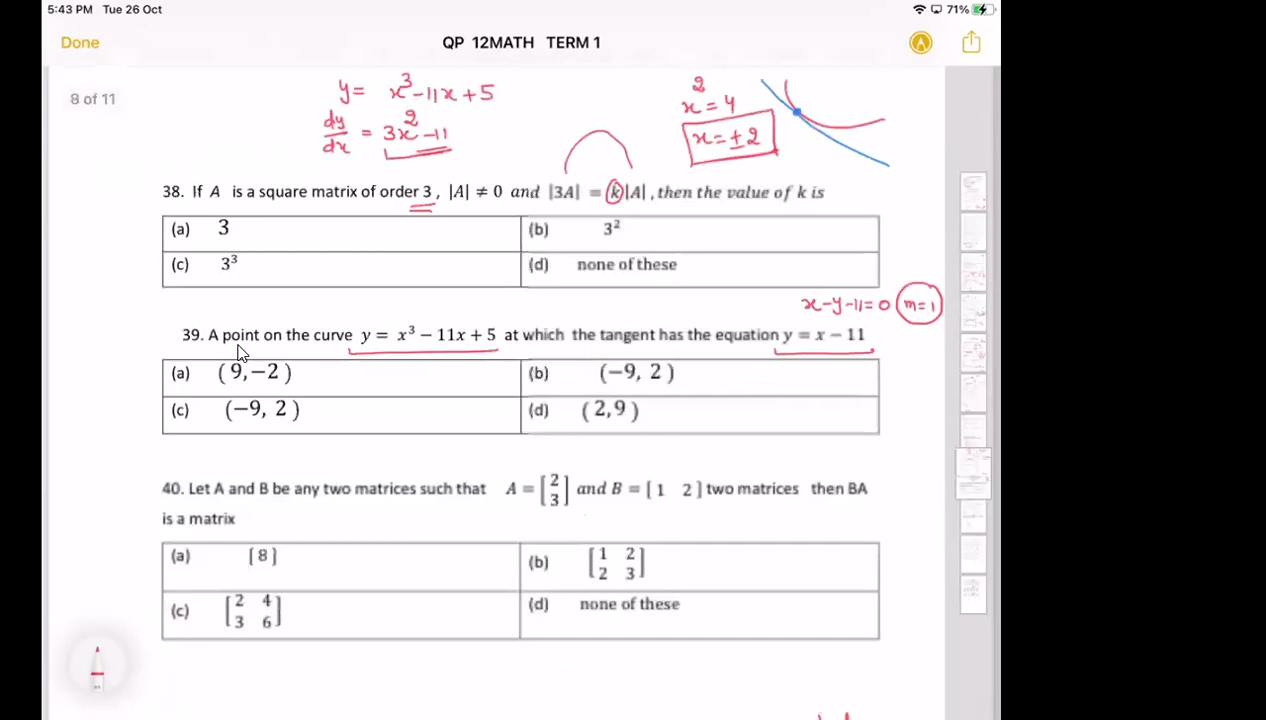 5:43 PM Tue 26 Oct 71%
Done QP 12MATH TERM 1
8 of 11
y = x³ - 11x + 5
dy/dx = 3x² - 11
x² = 4
x = ± 2
38. If A is a square matrix of order 3 , |A| ≠ 0 and |3A| = k|A| , then the value of k is
(a) 3 (b) 3²
(c) 3³ (d) none of these
x - y - 11 = 0 m = 1
39. A point on the curve y = x³ − 11x + 5 at which the tangent has the equation y = x − 11
(a) ( 9,−2 ) (b) (−9, 2 )
(c) (−9, 2 ) (d) ( 2,9 )
40. Let A and B be any two matrices such that A = [2; 3] and B = [ 1 2 ] two matrices then BA
is a matrix
(a) [ 8 ] (b) [1 2; 2 3]
(c) [2 4; 3 6] (d) none of these